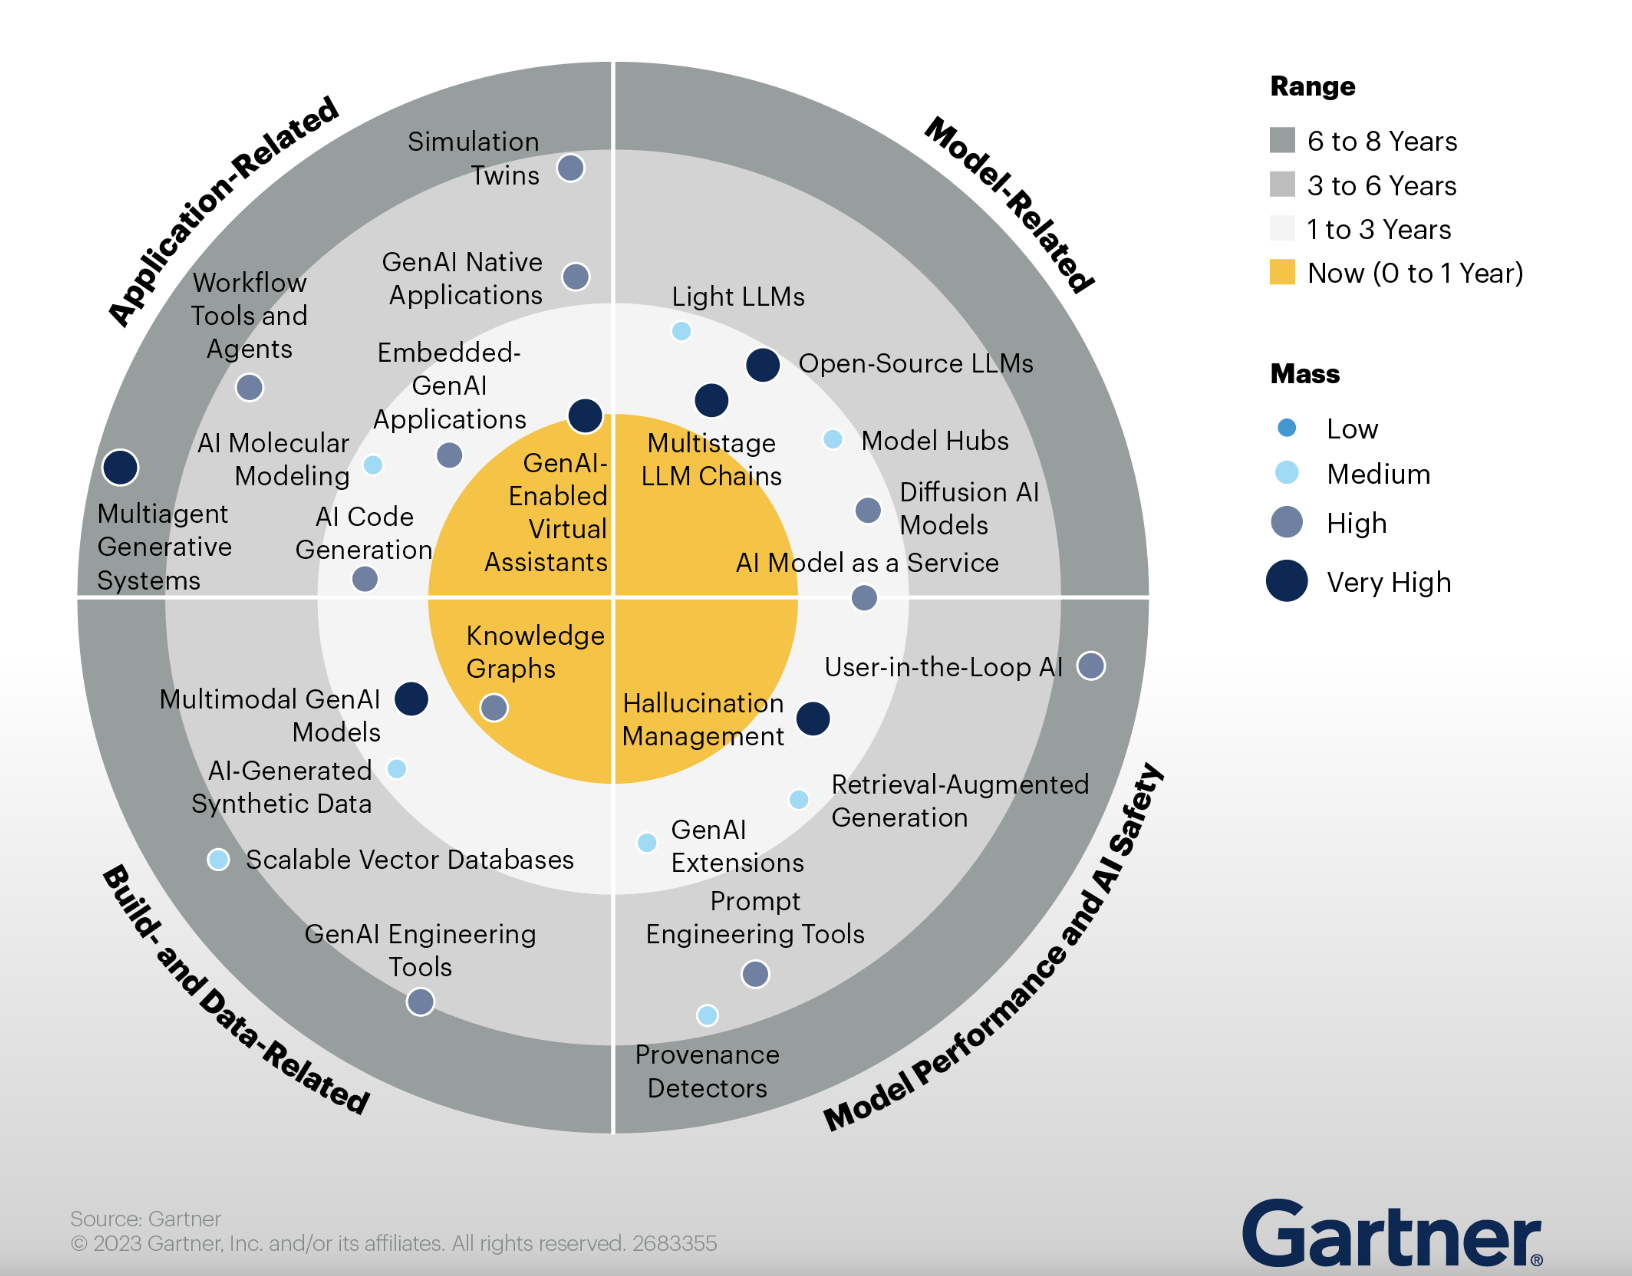 Application-Related
Simulation
Twins
GenAI Native
Applications
Workflow
Tools and
Agents
Embedded-
GenAI
Applications
AI Molecular
Modeling
Multiagent
Generative
Systems
AI Code
Generation
GenAI-
Enabled
Virtual
Assistants
Model-Related
Light LLMs
Open-Source LLMs
Multistage
LLM Chains
Model Hubs
Diffusion AI
Models
AI Model as a Service
Build- and Data-Related
Knowledge
Graphs
Multimodal GenAI
Models
AI-Generated
Synthetic Data
Scalable Vector Databases
GenAI Engineering
Tools
Model Performance and AI Safety
User-in-the-Loop AI
Hallucination
Management
Retrieval-Augmented
Generation
GenAI
Extensions
Prompt
Engineering Tools
Provenance
Detectors
Range
6 to 8 Years
3 to 6 Years
1 to 3 Years
Now (0 to 1 Year)
Mass
Low
Medium
High
Very High
Source: Gartner
© 2023 Gartner, Inc. and/or its affiliates. All rights reserved. 2683355
Gartner®